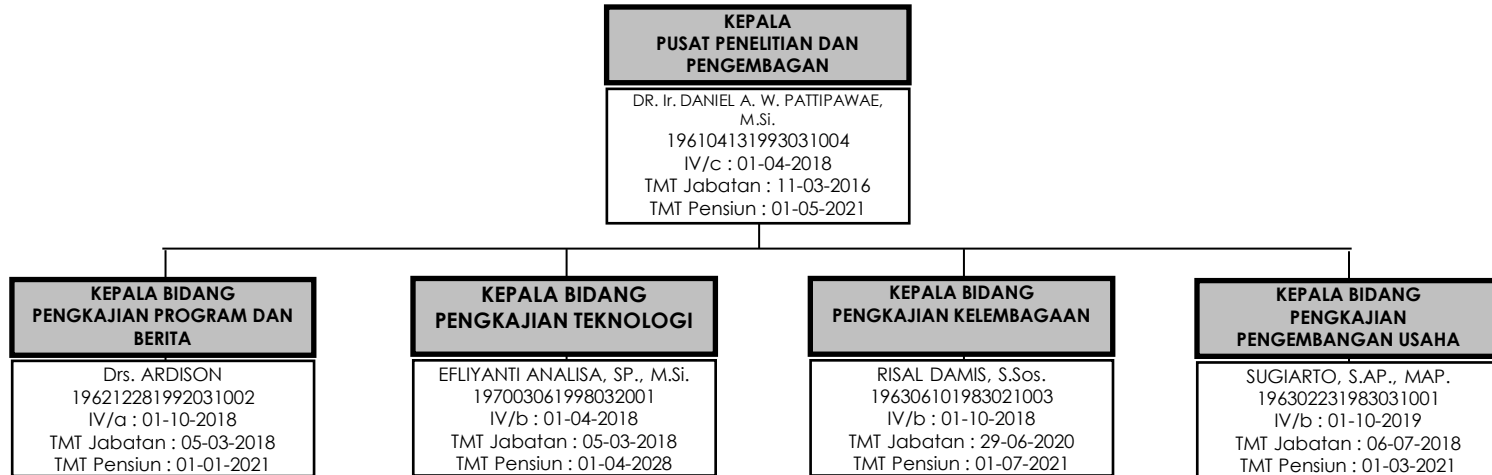 KEPALA
PUSAT PENELITIAN DAN
PENGEMBAGAN
DR. Ir. DANIEL A. W. PATTIPAWAE,
M.Si.
196104131993031004
IV/c : 01-04-2018
TMT Jabatan : 11-03-2016
TMT Pensiun : 01-05-2021
KEPALA BIDANG
PENGKAJIAN PROGRAM DAN
BERITA
Drs. ARDISON
196212281992031002
IV/a : 01-10-2018
TMT Jabatan : 05-03-2018
TMT Pensiun : 01-01-2021
KEPALA BIDANG
PENGKAJIAN TEKNOLOGI
EFLIYANTI ANALISA, SP., M.Si.
197003061998032001
IV/b : 01-04-2018
TMT Jabatan : 05-03-2018
TMT Pensiun : 01-04-2028
KEPALA BIDANG
PENGKAJIAN KELEMBAGAAN
RISAL DAMIS, S.Sos.
196306101983021003
IV/b : 01-10-2018
TMT Jabatan : 29-06-2020
TMT Pensiun : 01-07-2021
KEPALA BIDANG
PENGKAJIAN
PENGEMBANGAN USAHA
SUGIARTO, S.AP., MAP.
196302231983031001
IV/b : 01-10-2019
TMT Jabatan : 06-07-2018
TMT Pensiun : 01-03-2021